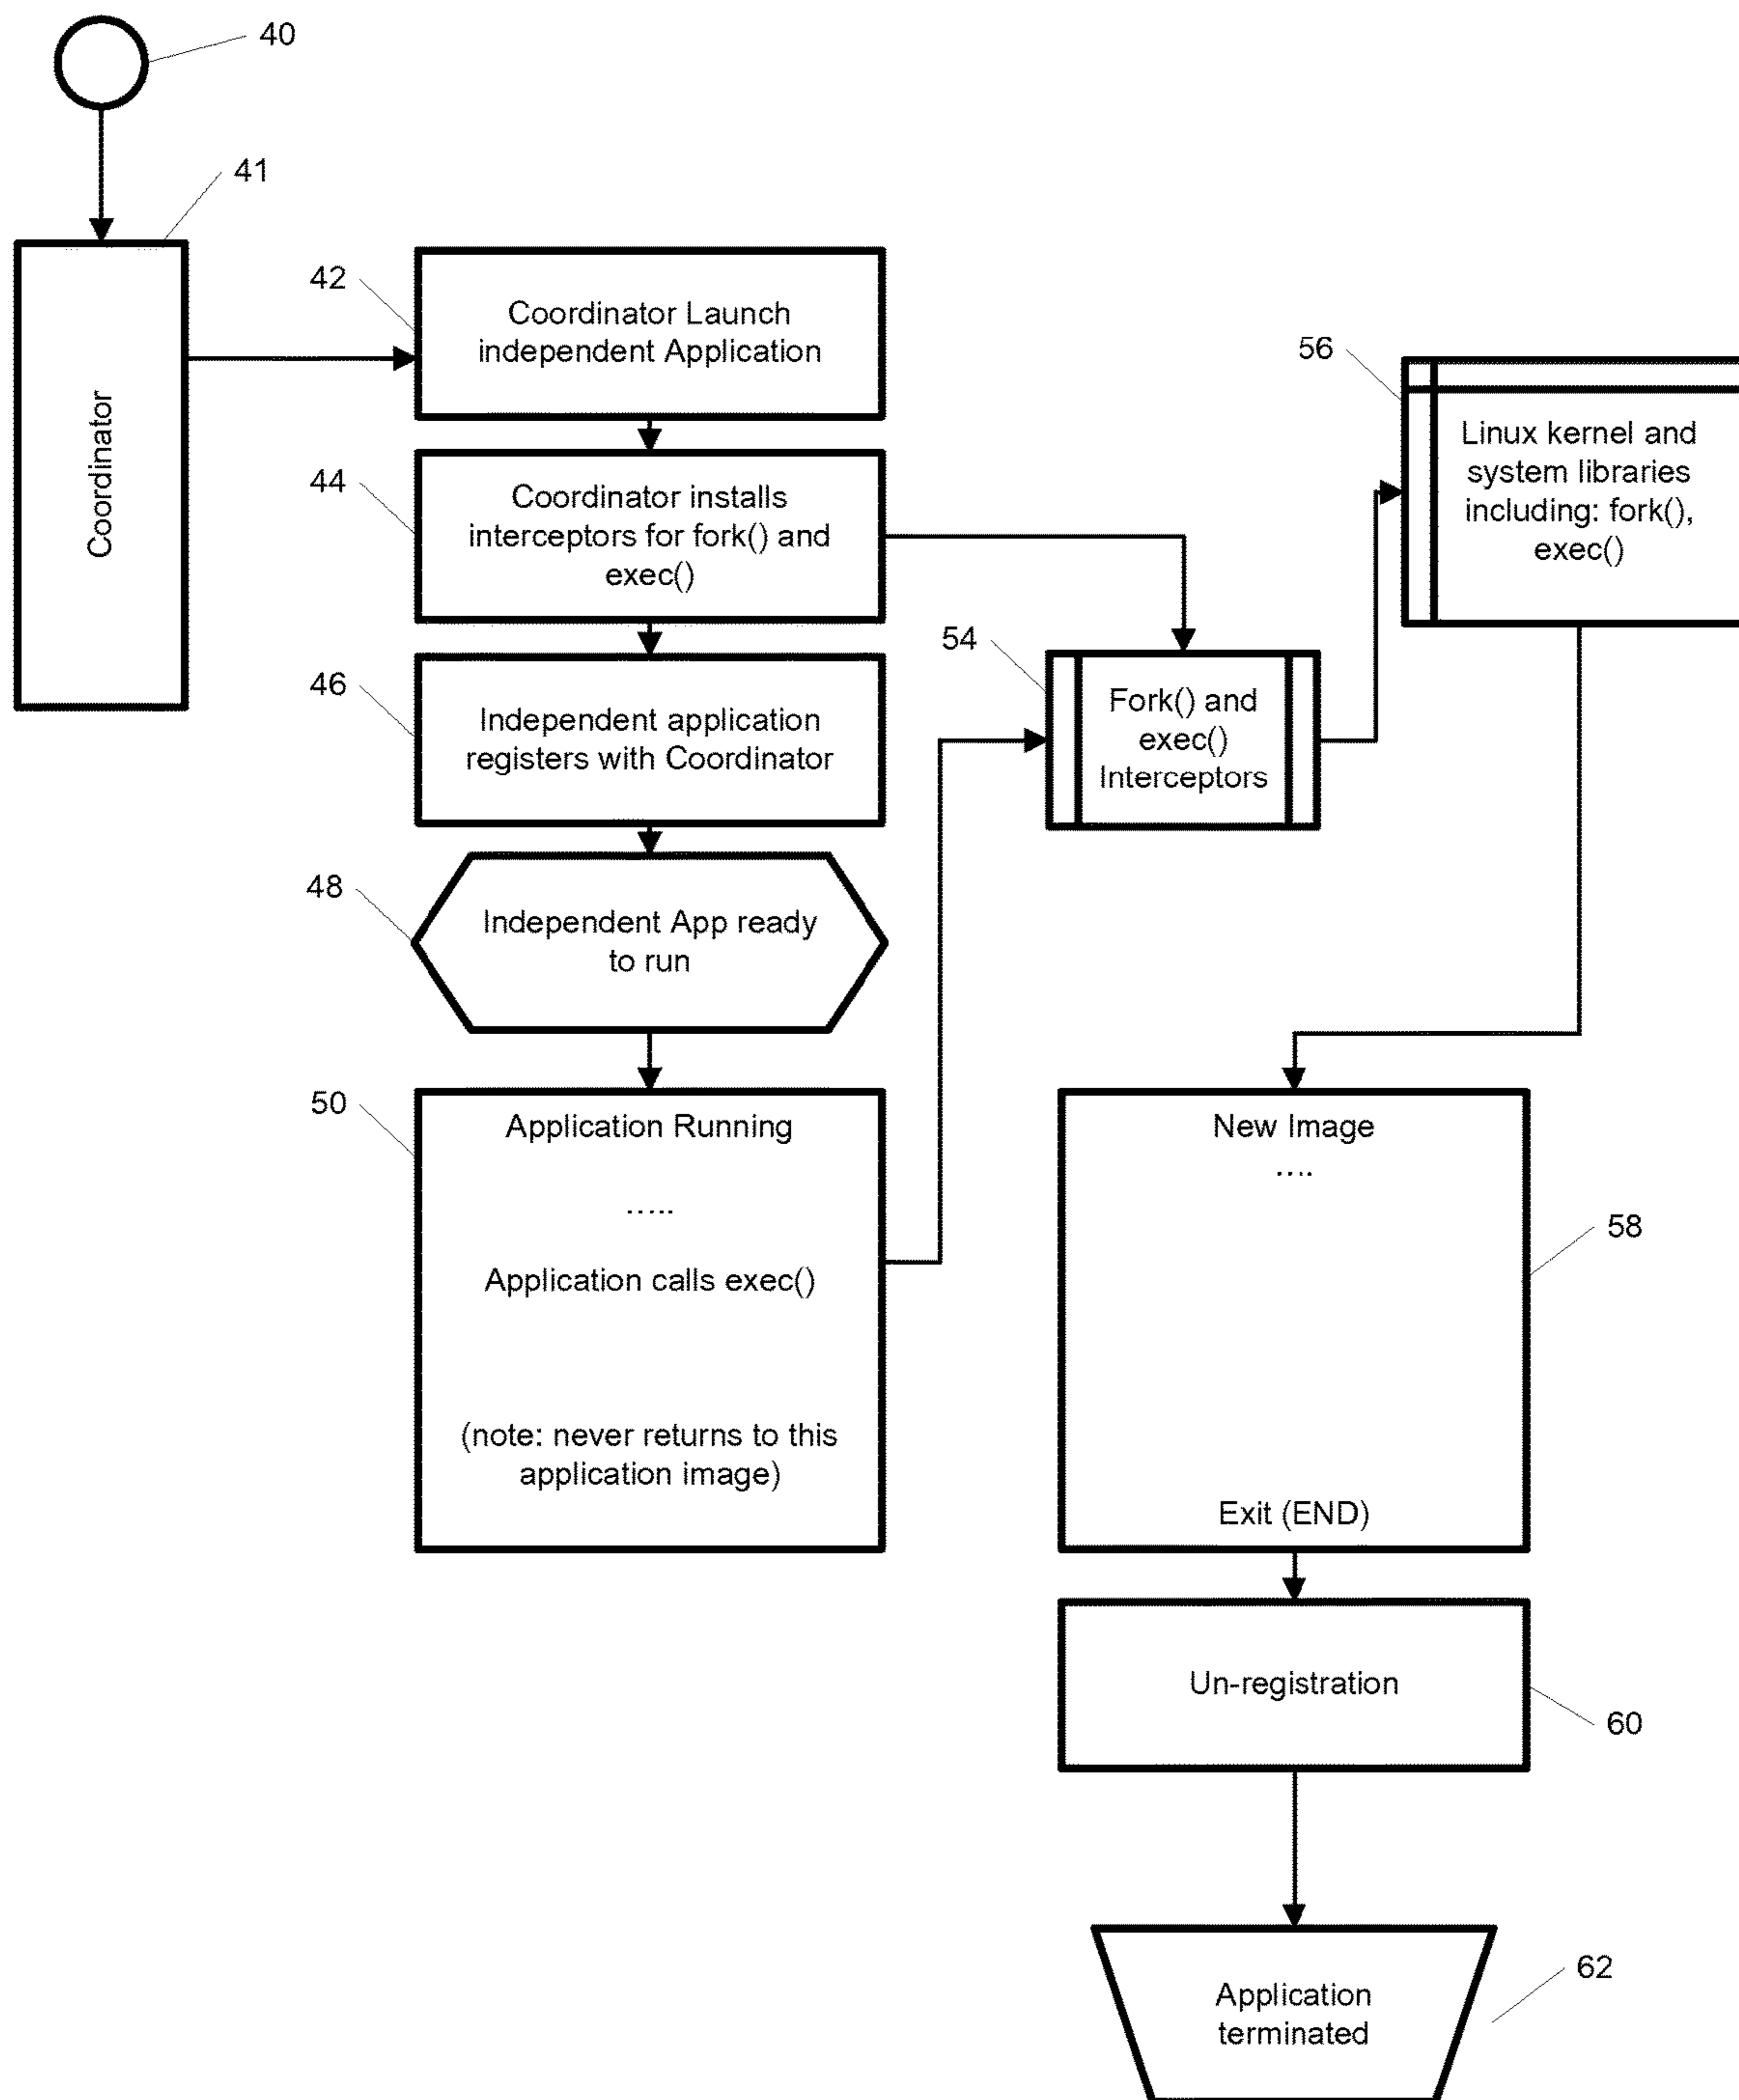 40
41
Coordinator
42
Coordinator Launch
independent Application
44
Coordinator installs
interceptors for fork() and
exec()
46
Independent application
registers with Coordinator
48
Independent App ready
to run
50
Application Running
.....
Application calls exec()
(note: never returns to this
application image)
54
Fork() and
exec()
Interceptors
56
Linux kernel and
system libraries
including: fork(),
exec()
New Image
....
Exit (END)
58
Un-registration
60
Application
terminated
62